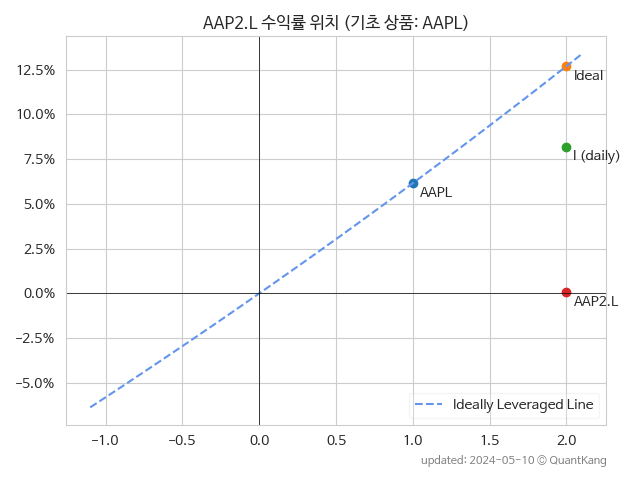 AAP2.L 수익률 위치 (기초 상품: AAPL)
12.5%
10.0%
7.5%
5.0%
2.5%
0.0%
−2.5%
−5.0%
Ideal
I (daily)
AAPL
AAP2.L
Ideally Leveraged Line
−1.0 −0.5 0.0 0.5 1.0 1.5 2.0
updated: 2024-05-10 © QuantKang